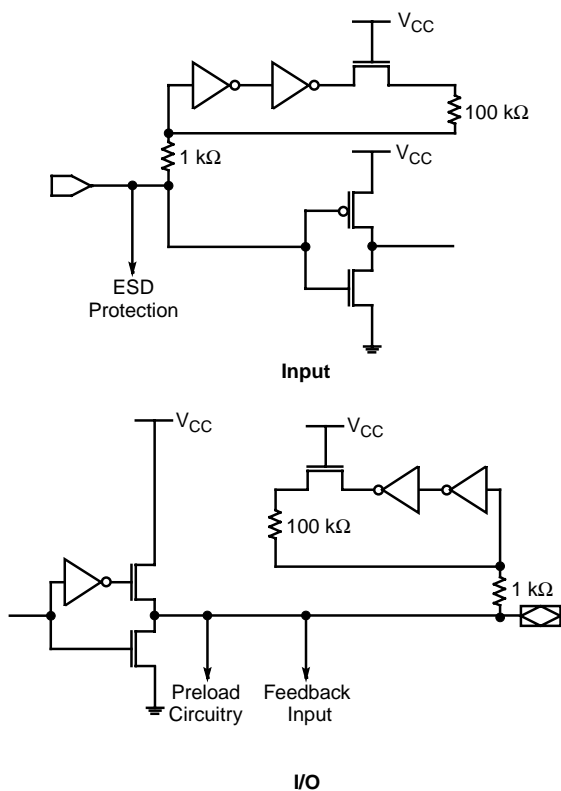 VCC
100 kΩ
1 kΩ
VCC
ESD
Protection
Input
VCC
VCC
100 kΩ
1 kΩ
Preload
Circuitry
Feedback
Input
I/O